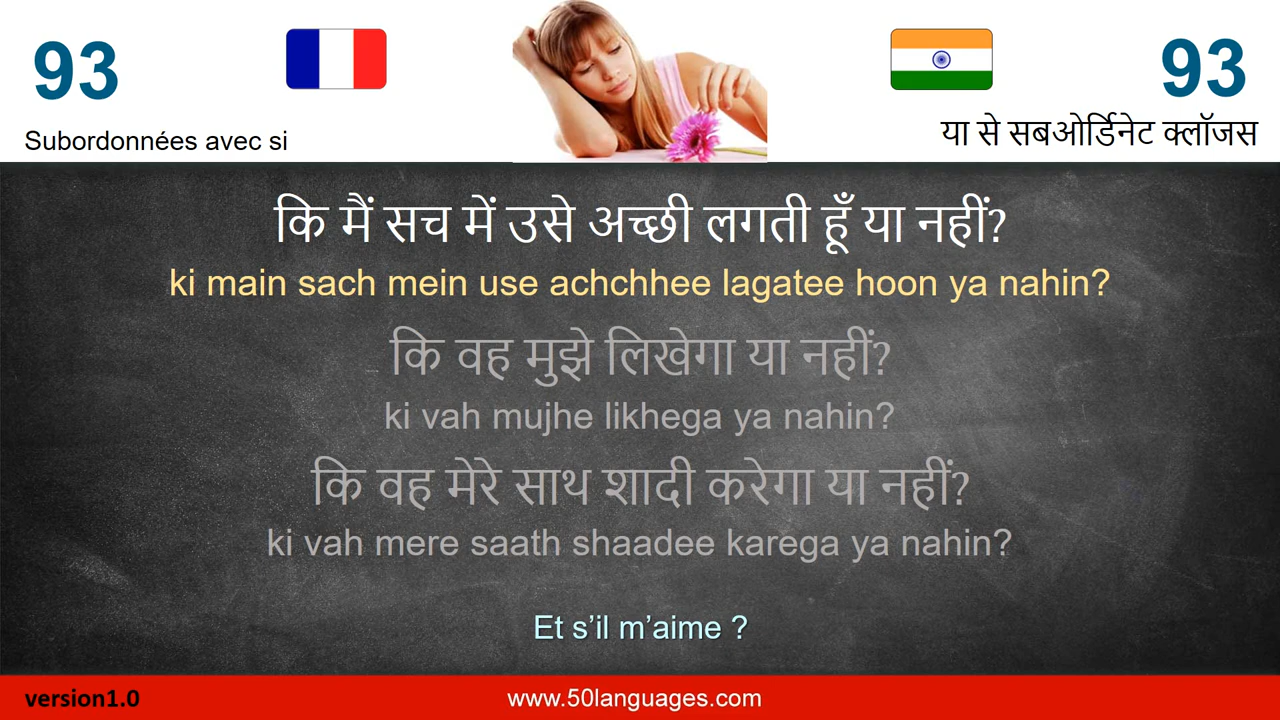 93
93
Subordonnées avec si
या से सबओर्डिनेट क्लॉजस
कि मैं सच में उसे अच्छी लगती हूँ या नहीं?
ki main sach mein use achchhee lagatee hoon ya nahin?
कि वह मुझे लिखेगा या नहीं?
ki vah mujhe likhega ya nahin?
कि वह मेरे साथ शादी करेगा या नहीं?
ki vah mere saath shaadee karega ya nahin?
Et s’il m’aime ?
version1.0
www.50languages.com